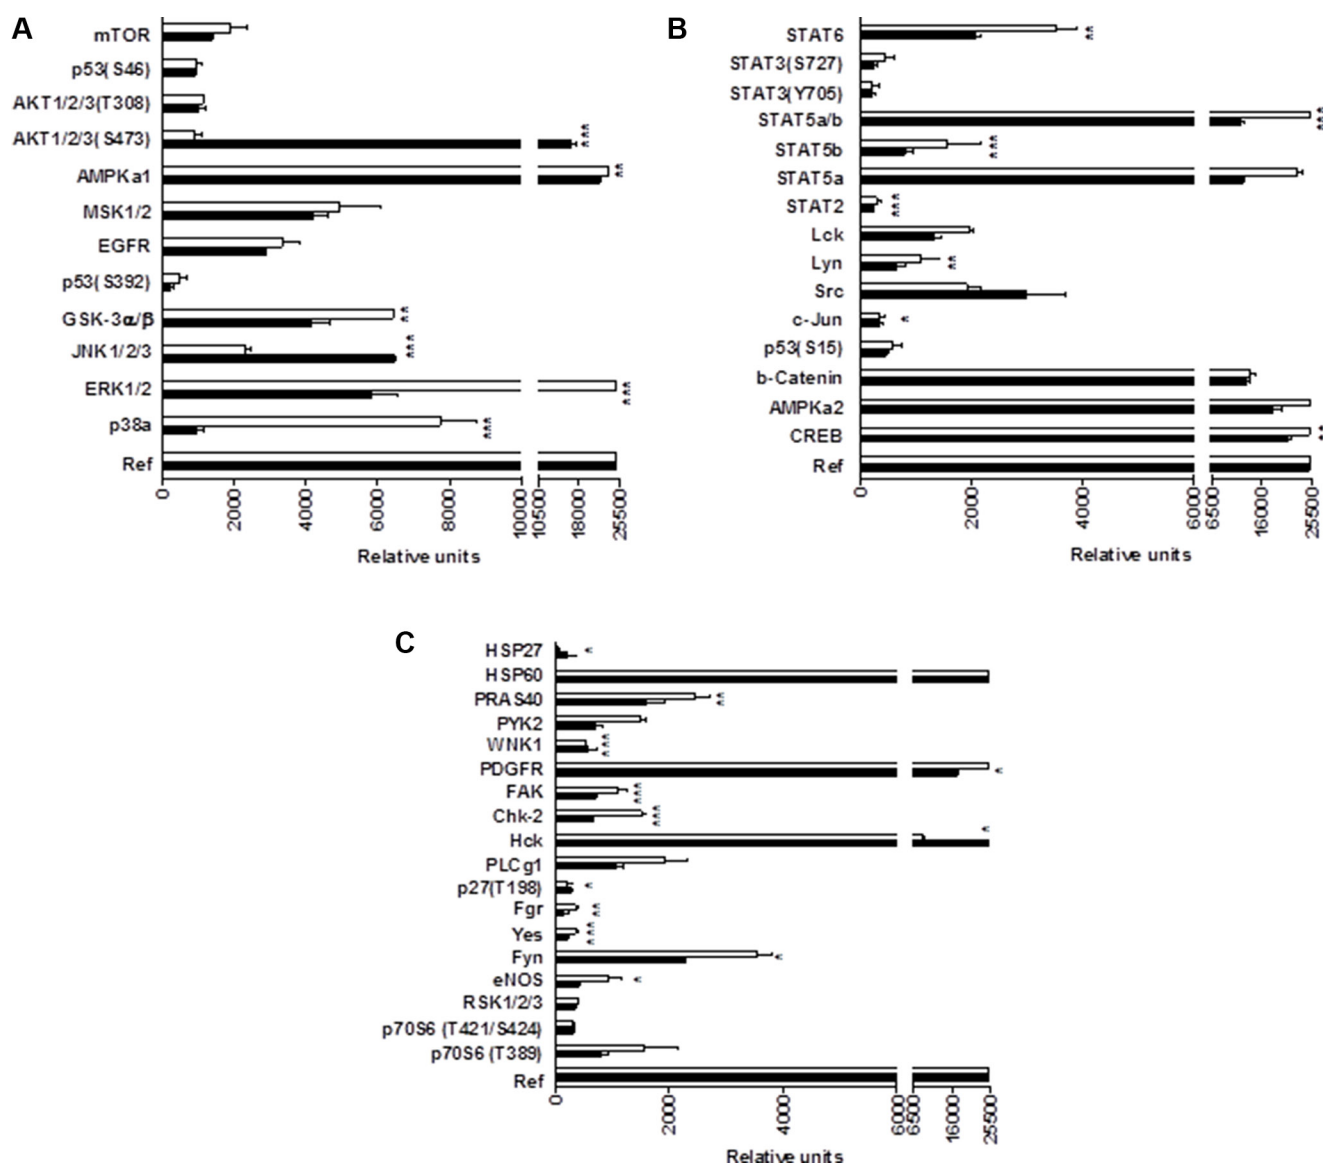 A
mTOR
p53(S46)
AKT1/2/3(T308)
AKT1/2/3(S473)
AMPKa1
MSK1/2
EGFR
p53(S392)
GSK-3α/β
JNK1/2/3
ERK1/2
p38a
Ref
0 2000 4000 6000 8000 10000 10500 18000 25500
Relative units
B
STAT6
STAT3(S727)
STAT3(Y705)
STAT5a/b
STAT5b
STAT5a
STAT2
Lck
Lyn
Src
c-Jun
p53(S15)
b-Catenin
AMPKa2
CREB
Ref
0 2000 4000 6000 6500 16000 25500
Relative units
C
HSP27
HSP60
PRAS40
PYK2
WNK1
PDGFR
FAK
Chk-2
Hck
PLCg1
p27(T198)
Fgr
Yes
Fyn
eNOS
RSK1/2/3
p70S6 (T421/S424)
p70S6 (T389)
Ref
0 2000 4000 6000 6500 16000 25500
Relative units